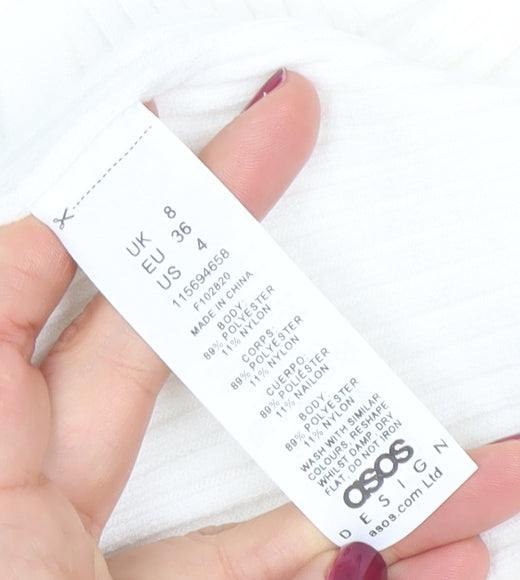 UK 8
EU 36
US 4
115694658
F102820
MADE IN CHINA
BODY:
89% POLYESTER
11% NYLON
CORPS:
89% POLYESTER
11% NYLON
CUERPO:
89% POLIÉSTER
11% NAILON
BODY:
89% POLYESTER
11% NYLON
WASH WITH SIMILAR
COLOURS, RESHAPE
WHILST DAMP, DRY
FLAT, DO NOT IRON
asos
DESIGN
asos.com Ltd